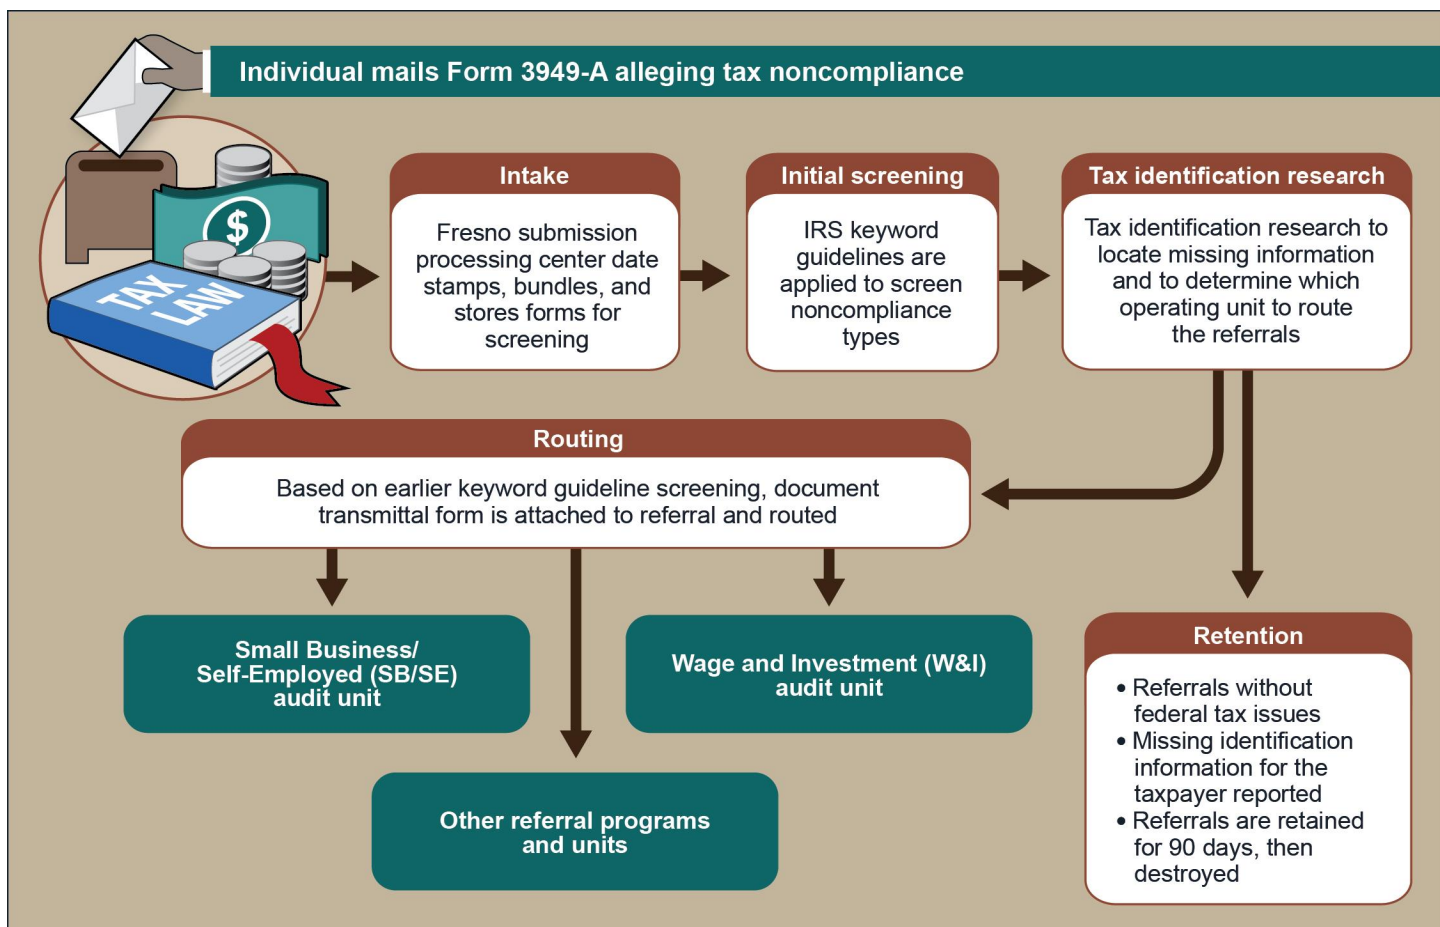 Individual mails Form 3949-A alleging tax noncompliance
$
TAX
LAW
Intake
Fresno submission
processing center date
stamps, bundles, and
stores forms for
screening
Initial screening
IRS keyword
guidelines are
applied to screen
noncompliance
types
Tax identification research
Tax identification research to
locate missing information
and to determine which
operating unit to route
the referrals
Routing
Based on earlier keyword guideline screening, document
transmittal form is attached to referral and routed
Small Business/
Self-Employed (SB/SE)
audit unit
Wage and Investment (W&I)
audit unit
Other referral programs
and units
Retention
• Referrals without
federal tax issues
• Missing identification
information for the
taxpayer reported
• Referrals are retained
for 90 days, then
destroyed